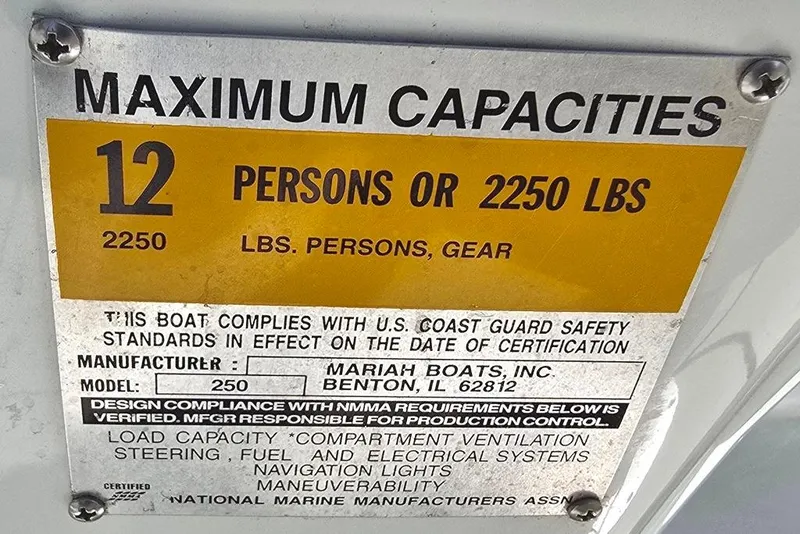 MAXIMUM CAPACITIES
12 PERSONS OR 2250 LBS
2250 LBS. PERSONS, GEAR
THIS BOAT COMPLIES WITH U.S. COAST GUARD SAFETY
STANDARDS IN EFFECT ON THE DATE OF CERTIFICATION
MANUFACTURER : MARIAH BOATS, INC.
MODEL: 250 BENTON, IL 62812
DESIGN COMPLIANCE WITH NMMA REQUIREMENTS BELOW IS
VERIFIED. MFGR RESPONSIBLE FOR PRODUCTION CONTROL.
LOAD CAPACITY *COMPARTMENT VENTILATION
STEERING, FUEL AND ELECTRICAL SYSTEMS
NAVIGATION LIGHTS
MANEUVERABILITY
CERTIFIED
NATIONAL MARINE MANUFACTURERS ASSN